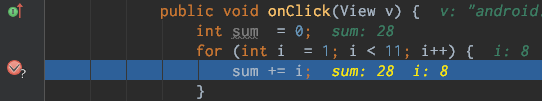 public void onClick(View v) { v: "android.
int sum = 0; sum: 28
for (int i = 1; i < 11; i++) { i: 8
sum += i; sum: 28 i: 8
?
}